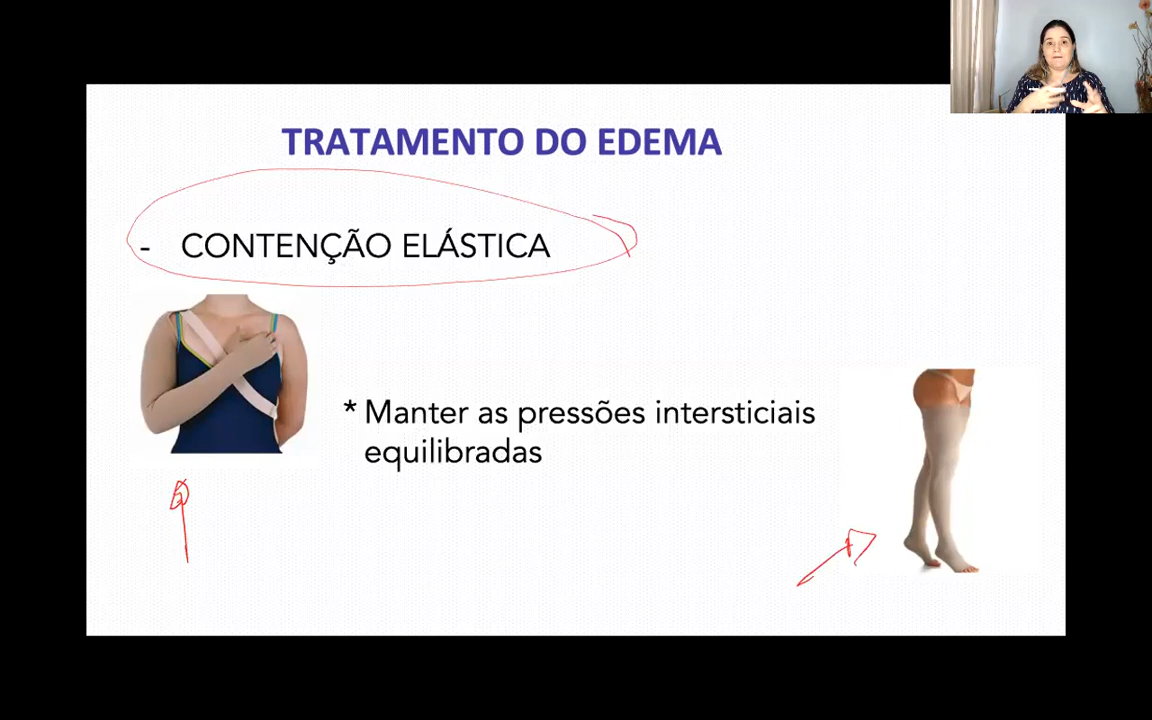 TRATAMENTO DO EDEMA
- CONTENÇÃO ELÁSTICA
* Manter as pressões intersticiais
equilibradas